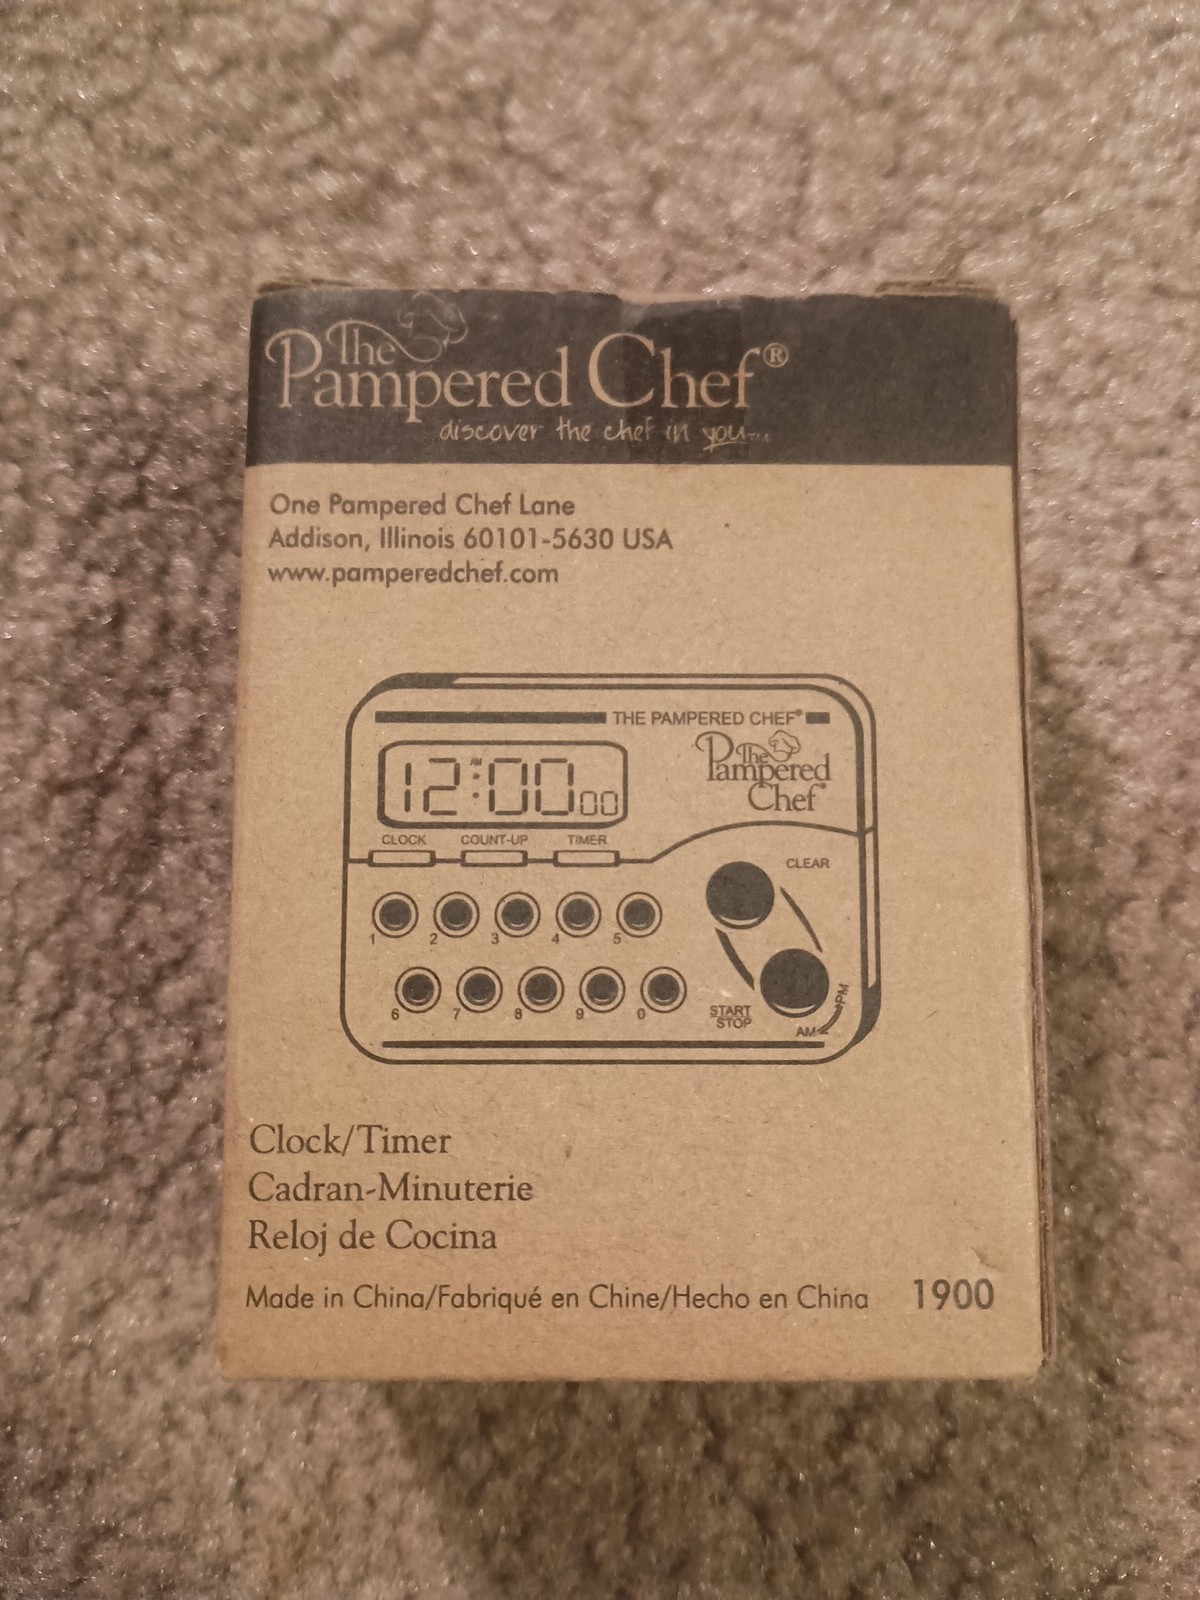 The
Pampered Chef®
discover the chef in you™
One Pampered Chef Lane
Addison, Illinois 60101-5630 USA
www.pamperedchef.com
THE PAMPERED CHEF®
AM
12:00 00
The
Pampered
Chef®
CLOCK COUNT-UP TIMER
CLEAR
1 2 3 4 5
6 7 8 9 0
START
STOP
AM PM
Clock/Timer
Cadran-Minuterie
Reloj de Cocina
Made in China/Fabriqué en Chine/Hecho en China 1900